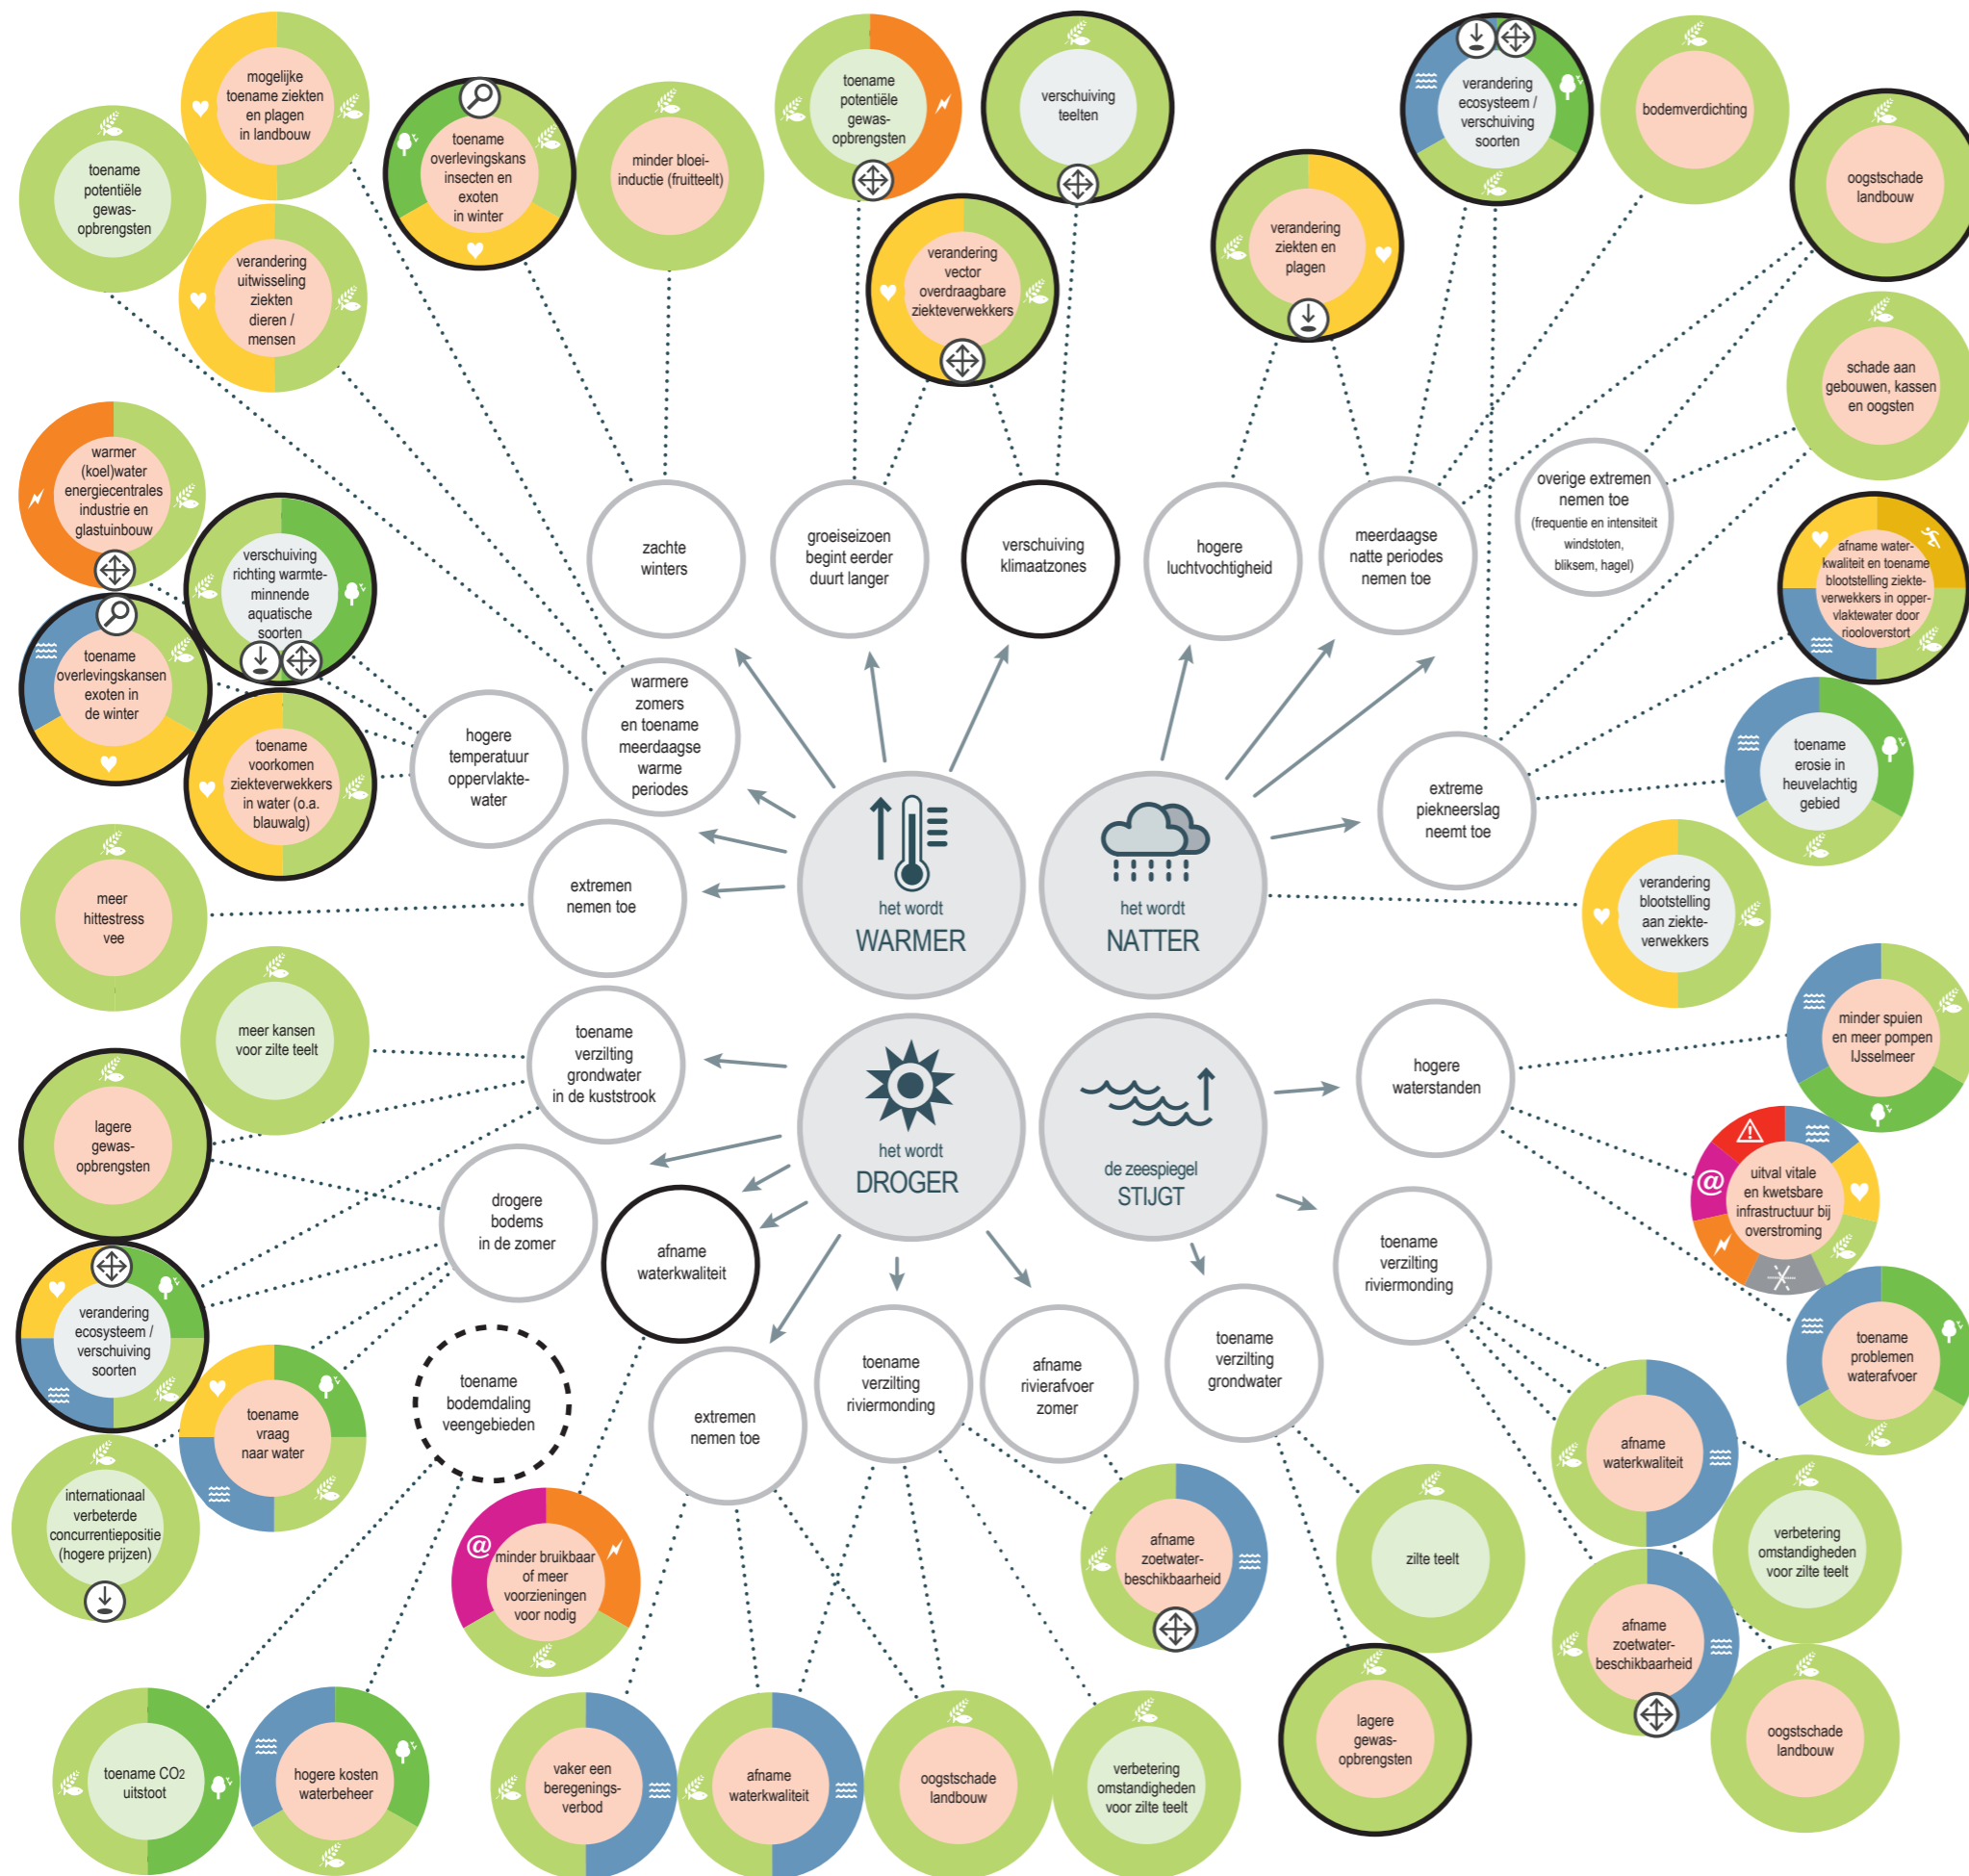 mogelijke
toename ziekten
en plagen
in landbouw
toename
potentiële
gewas-
opbrengsten
toename
overlevingskans
insecten en
exoten
in winter
minder bloei-
inductie (fruitteelt)
toename
potentiële
gewas-
opbrengsten
verschuiving
teelten
verandering
ecosysteem /
verschuiving
soorten
bodemverdichting
oogstschade
landbouw
verandering
uitwisseling
ziekten
dieren /
mensen
verandering
vector
overdraagbare
ziekteverwekkers
verandering
ziekten en
plagen
schade aan
gebouwen, kassen
en oogsten
warmer
(koel)water
energiecentrales
industrie en
glastuinbouw
verschuiving
richting warmte-
minnende
aquatische
soorten
toename
overlevingskansen
exoten in
de winter
toename
voorkomen
ziekteverwekkers
in water (o.a.
blauwalg)
zachte
winters
groeiseizoen
begint eerder
duurt langer
verschuiving
klimaatzones
hogere
luchtvochtigheid
meerdaagse
natte periodes
nemen toe
overige extremen
nemen toe
(frequentie en intensiteit
windstoten,
bliksem, hagel)
afname water-
kwaliteit en toename
blootstelling ziekte-
verwekkers in opper-
vlaktewater door
riooloverstort
hogere
temperatuur
oppervlakte-
water
warmere
zomers
en toename
meerdaagse
warme
periodes
extreme
piekneerslag
neemt toe
toename
erosie in
heuvelachtig
gebied
meer
hittestress
vee
extremen
nemen toe
het wordt
WARMER
het wordt
NATTER
verandering
blootstelling
aan ziekte-
verwekkers
meer kansen
voor zilte teelt
toename
verzilting
grondwater
in de kuststrook
het wordt
DROGER
de zeespiegel
STIJGT
hogere
waterstanden
minder spuien
en meer pompen
IJsselmeer
lagere
gewas-
opbrengsten
drogere
bodems
in de zomer
afname
waterkwaliteit
toename
verzilting
riviermonding
@
uitval vitale
en kwetsbare
infrastructuur bij
overstroming
verandering
ecosysteem /
verschuiving
soorten
toename
vraag
naar water
toename
bodemdaling
veengebieden
extremen
nemen toe
toename
verzilting
riviermonding
afname
rivierafvoer
zomer
toename
verzilting
grondwater
toename
problemen
waterafvoer
internationaal
verbeterde
concurrentiepositie
(hogere prijzen)
@
minder bruikbaar
of meer
voorzieningen
voor nodig
afname
zoetwater-
beschikbaarheid
zilte teelt
afname
waterkwaliteit
verbetering
omstandigheden
voor zilte teelt
afname
zoetwater-
beschikbaarheid
toename CO2
uitstoot
hogere kosten
waterbeheer
vaker een
beregenings-
verbod
afname
waterkwaliteit
oogstschade
landbouw
verbetering
omstandigheden
voor zilte teelt
lagere
gewas-
opbrengsten
oogstschade
landbouw